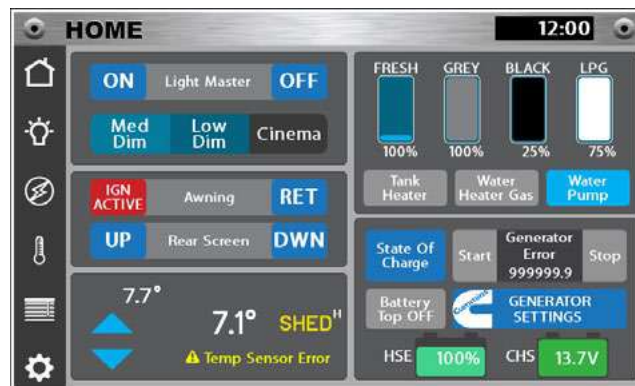 HOME
12:00
ON Light Master OFF
Med Dim
Low Dim
Cinema
IGN ACTIVE
Awning
RET
UP Rear Screen DWN
7.7°
7.1° SHED H
Temp Sensor Error
FRESH GREY BLACK LPG
100% 100% 25% 75%
Tank Heater
Water Heater Gas
Water Pump
State Of Charge
Start
Generator Error
999999.9
Stop
Battery Top OFF
Cummins
GENERATOR SETTINGS
HSE 100% CHS 13.7V